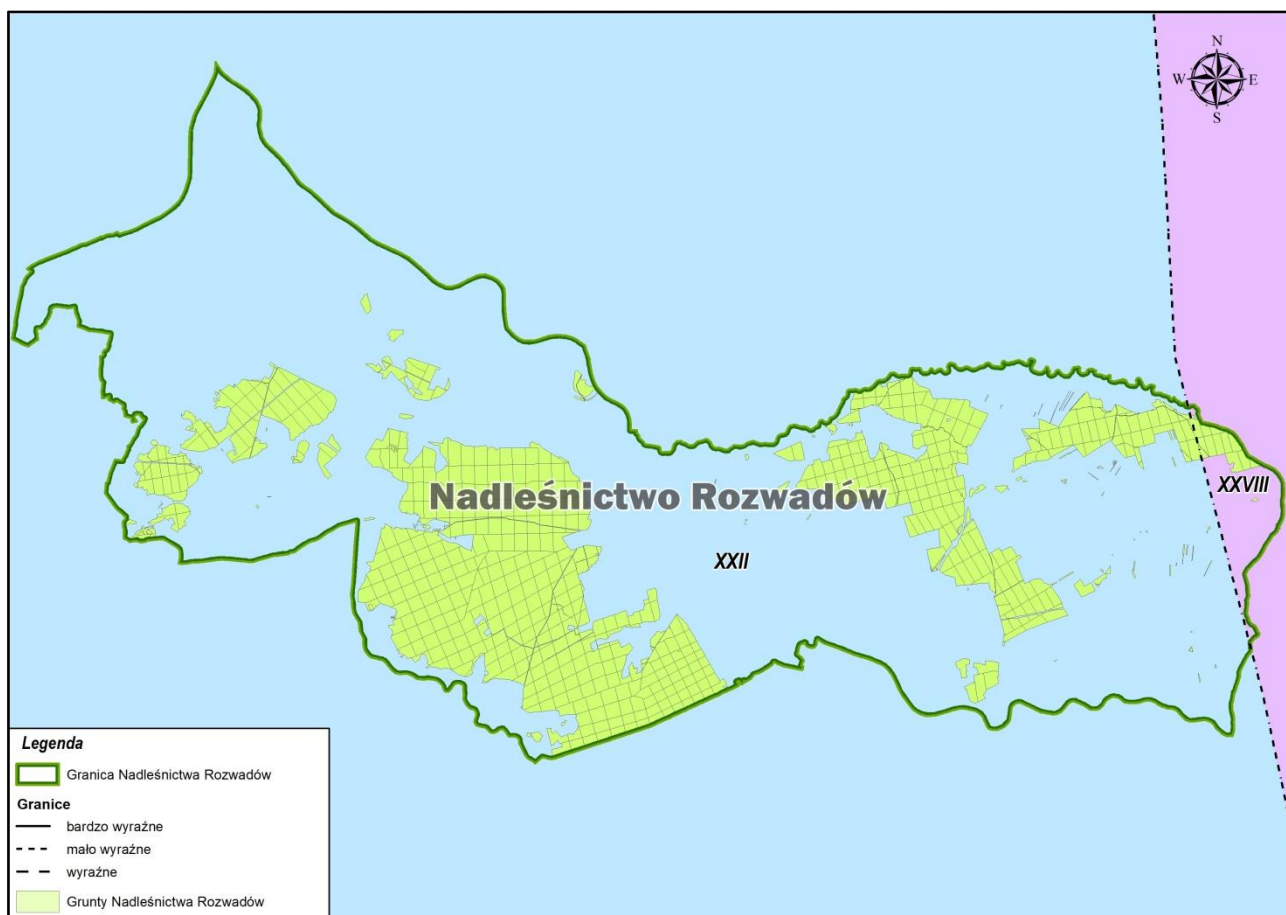 N
W E
S
Nadleśnictwo Rozwadów
XXVIII
XXII
Legenda
Granica Nadleśnictwa Rozwadów
Granice
bardzo wyraźne
mało wyraźne
wyraźne
Grunty Nadleśnictwa Rozwadów